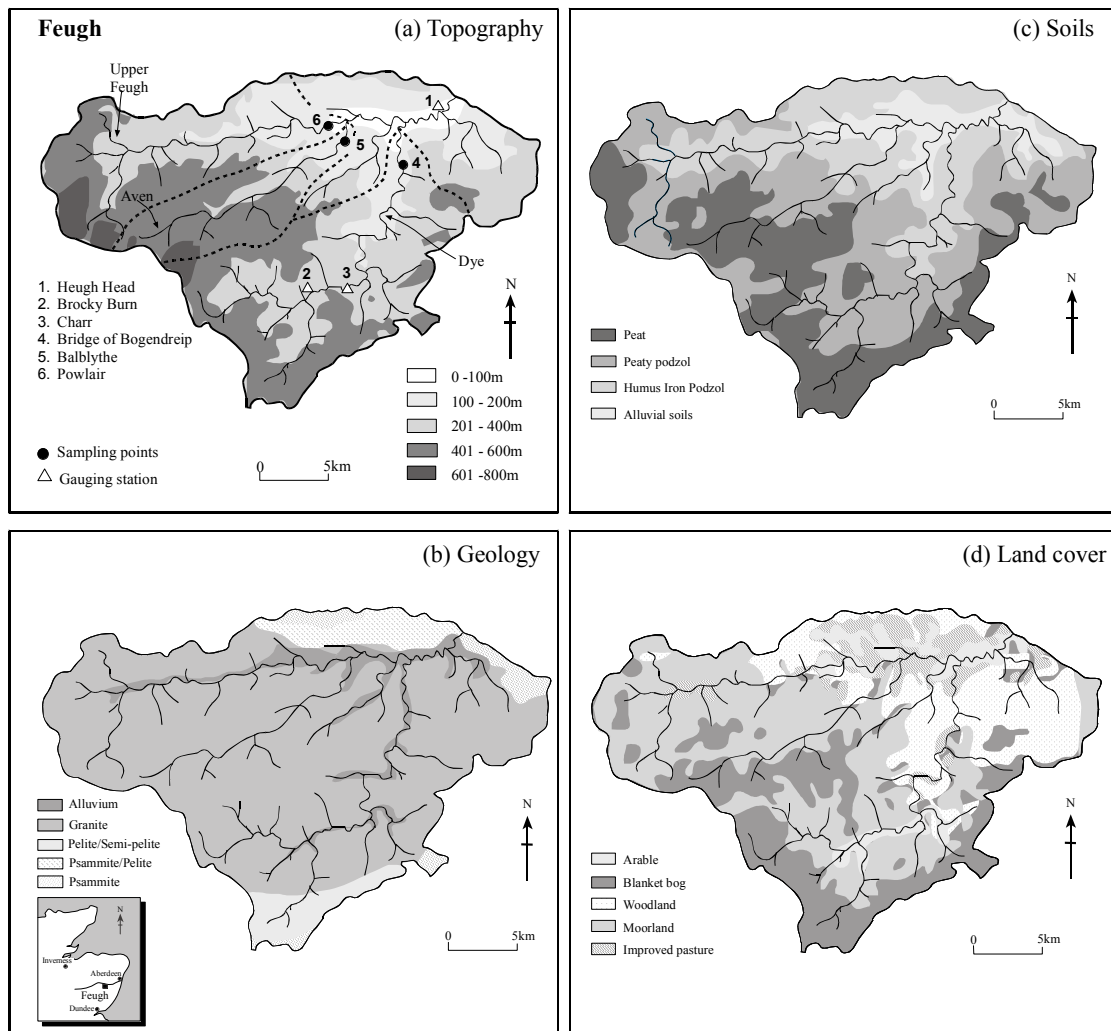 Feugh
(a) Topography
Upper
Feugh
1
6
5
4
Aven
Dye
2
3
N
1. Heugh Head
2. Brocky Burn
3. Charr
4. Bridge of Bogendreip
5. Balblythe
6. Powlair
Sampling points
Gauging station
0 5km
0 -100m
100 - 200m
201 - 400m
401 - 600m
601 -800m
(c) Soils
N
Peat
Peaty podzol
Humus Iron Podzol
Alluvial soils
0 5km
(b) Geology
N
Alluvium
Granite
Pelite/Semi-pelite
Psammite/Pelite
Psammite
0 5km
N
Inverness
Aberdeen
Feugh
Dundee
(d) Land cover
N
Arable
Blanket bog
Woodland
Moorland
Improved pasture
0 5km